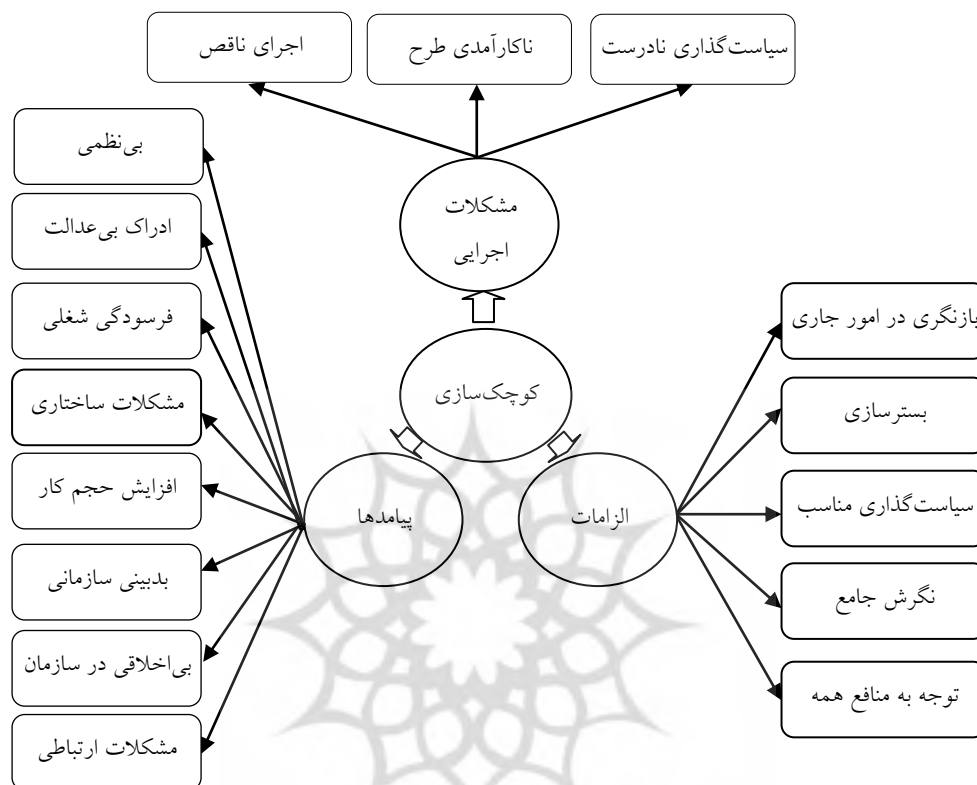 سیاست‌گذاری نادرست
ناکارآمدی طرح
اجرای ناقص
مشکلات
اجرایی
کوچک‌سازی
الزامات
پیامدها
بازنگری در امور جاری
بسترسازی
سیاست‌گذاری مناسب
نگرش جامع
توجه به منافع همه
بی‌نظمی
ادراک بی‌عدالت
فرسودگی شغلی
مشکلات ساختاری
افزایش حجم کار
بدبینی سازمانی
بی‌اخلاقی در سازمان
مشکلات ارتباطی